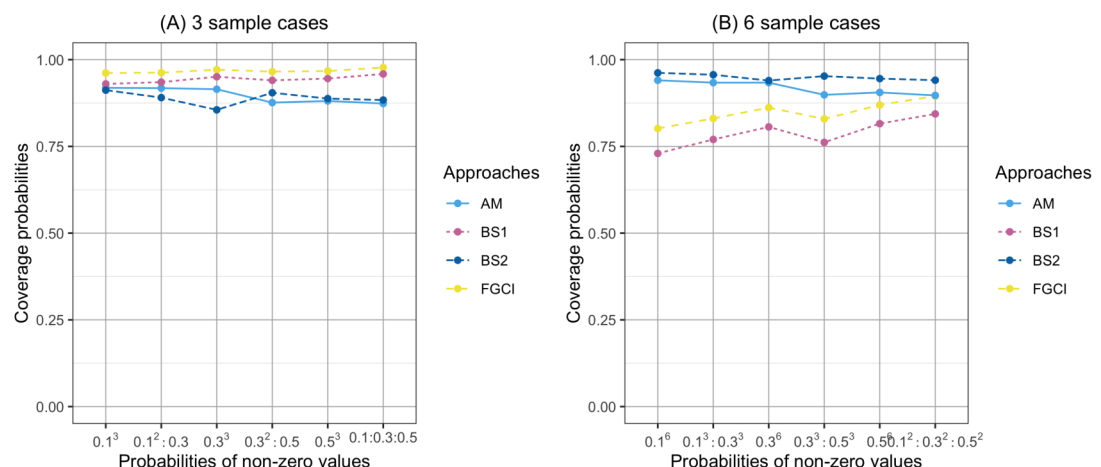 (A) 3 sample cases
1.00
0.75
0.50
0.25
0.00
Coverage probabilities
0.1³ 0.1² : 0.3 0.3³ 0.3² : 0.5 0.5³ 0.1:0.3:0.5
Probabilities of non-zero values
Approaches
AM
BS1
BS2
FGCI
(B) 6 sample cases
1.00
0.75
0.50
0.25
0.00
Coverage probabilities
0.1⁶ 0.1³ : 0.3³ 0.3⁶ 0.3³ : 0.5³ 0.5⁶ 0.1² : 0.3² : 0.5²
Probabilities of non-zero values
Approaches
AM
BS1
BS2
FGCI